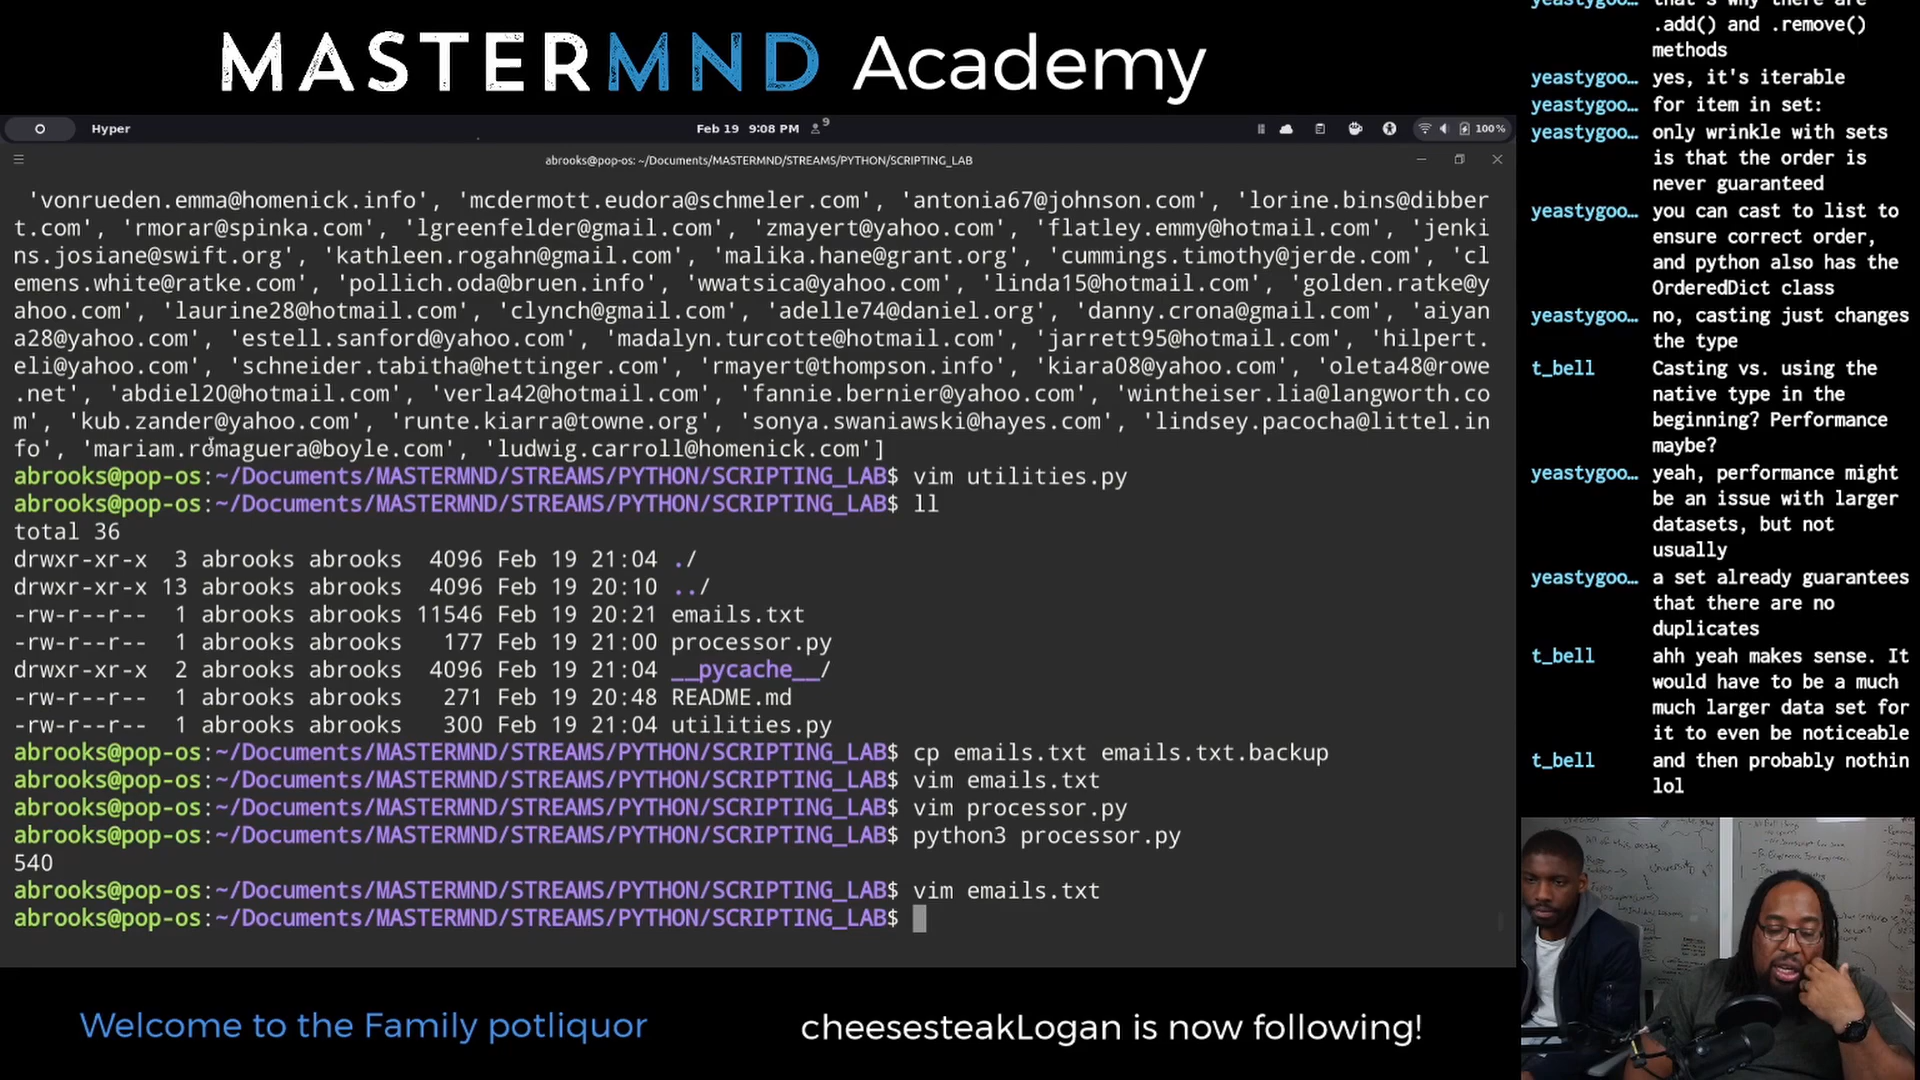 MASTERMND Academy
Hyper
Feb 19 9:08 PM
9
100%
abrooks@pop-os: ~/Documents/MASTERMND/STREAMS/PYTHON/SCRIPTING_LAB
'vonrueden.emma@homenick.info', 'mcdermott.eudora@schmeler.com', 'antonia67@johnson.com', 'lorine.bins@dibber
t.com', 'rmorar@spinka.com', 'lgreenfelder@gmail.com', 'zmayert@yahoo.com', 'flatley.emmy@hotmail.com', 'jenki
ns.josiane@swift.org', 'kathleen.rogahn@gmail.com', 'malika.hane@grant.org', 'cummings.timothy@jerde.com', 'cl
emens.white@ratke.com', 'pollich.oda@bruen.info', 'wwatsica@yahoo.com', 'linda15@hotmail.com', 'golden.ratke@y
ahoo.com', 'laurine28@hotmail.com', 'clynch@gmail.com', 'adelle74@daniel.org', 'danny.crona@gmail.com', 'aiyan
a28@yahoo.com', 'estell.sanford@yahoo.com', 'madalyn.turcotte@hotmail.com', 'jarrett95@hotmail.com', 'hilpert.
eli@yahoo.com', 'schneider.tabitha@hettinger.com', 'rmayert@thompson.info', 'kiara08@yahoo.com', 'oleta48@rowe
.net', 'abdiel20@hotmail.com', 'verla42@hotmail.com', 'fannie.bernier@yahoo.com', 'wintheiser.lia@langworth.co
m', 'kub.zander@yahoo.com', 'runte.kiarra@towne.org', 'sonya.swaniawski@hayes.com', 'lindsey.pacocha@littel.in
fo', 'mariam.romaguera@boyle.com', 'ludwig.carroll@homenick.com']
abrooks@pop-os:~/Documents/MASTERMND/STREAMS/PYTHON/SCRIPTING_LAB$ vim utilities.py
abrooks@pop-os:~/Documents/MASTERMND/STREAMS/PYTHON/SCRIPTING_LAB$ ll
total 36
drwxr-xr-x 3 abrooks abrooks 4096 Feb 19 21:04 ./
drwxr-xr-x 13 abrooks abrooks 4096 Feb 19 20:10 ../
-rw-r--r-- 1 abrooks abrooks 11546 Feb 19 20:21 emails.txt
-rw-r--r-- 1 abrooks abrooks 177 Feb 19 21:00 processor.py
drwxr-xr-x 2 abrooks abrooks 4096 Feb 19 21:04 __pycache__/
-rw-r--r-- 1 abrooks abrooks 271 Feb 19 20:48 README.md
-rw-r--r-- 1 abrooks abrooks 300 Feb 19 21:04 utilities.py
abrooks@pop-os:~/Documents/MASTERMND/STREAMS/PYTHON/SCRIPTING_LAB$ cp emails.txt emails.txt.backup
abrooks@pop-os:~/Documents/MASTERMND/STREAMS/PYTHON/SCRIPTING_LAB$ vim emails.txt
abrooks@pop-os:~/Documents/MASTERMND/STREAMS/PYTHON/SCRIPTING_LAB$ vim processor.py
abrooks@pop-os:~/Documents/MASTERMND/STREAMS/PYTHON/SCRIPTING_LAB$ python3 processor.py
540
abrooks@pop-os:~/Documents/MASTERMND/STREAMS/PYTHON/SCRIPTING_LAB$ vim emails.txt
abrooks@pop-os:~/Documents/MASTERMND/STREAMS/PYTHON/SCRIPTING_LAB$
yeastygoo… that's why there are
.add() and .remove()
methods
yeastygoo… yes, it's iterable
yeastygoo… for item in set:
yeastygoo… only wrinkle with sets
is that the order is
never guaranteed
yeastygoo… you can cast to list to
ensure correct order,
and python also has the
OrderedDict class
yeastygoo… no, casting just changes
the type
t_bell Casting vs. using the
native type in the
beginning? Performance
maybe?
yeastygoo… yeah, performance might
be an issue with larger
datasets, but not
usually
yeastygoo… a set already guarantees
that there are no
duplicates
t_bell ahh yeah makes sense. It
would have to be a much
much larger data set for
it to even be noticeable
t_bell and then probably nothin
lol
Welcome to the Family potliquor
cheesesteakLogan is now following!